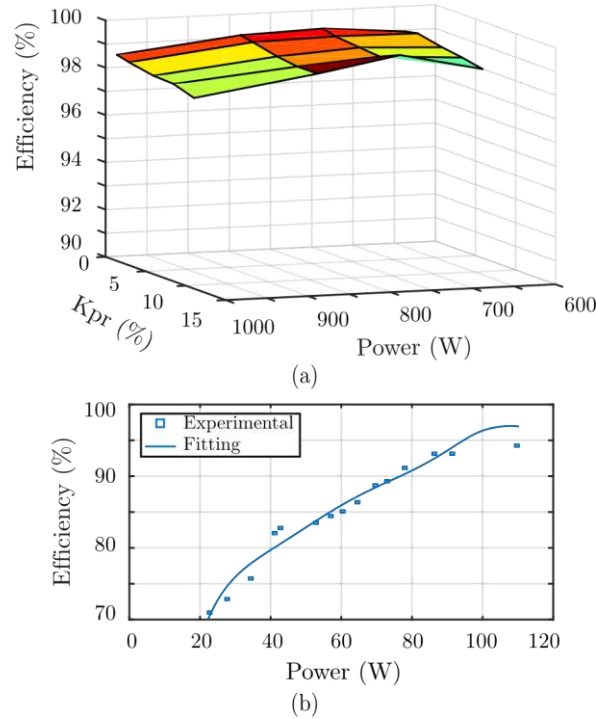 100
98
96
94
92
90
Efficiency (%)
0
5
10
15
Kpr (%)
1000
900
800
700
600
Power (W)
(a)
100
90
80
70
Efficiency (%)
Experimental
Fitting
0
20
40
60
80
100
120
Power (W)
(b)